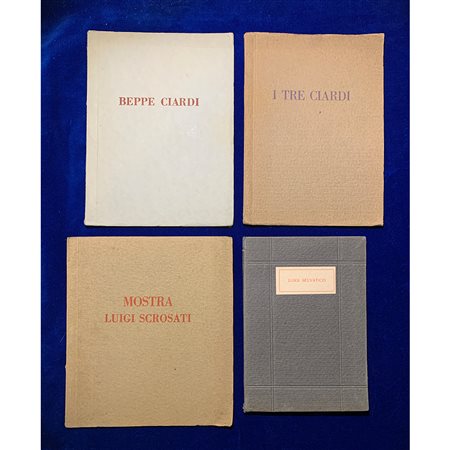 BEPPE CIARDI
I TRE CIARDI
MOSTRA
LUIGI SCROSATI
LUIGI SELVATICO